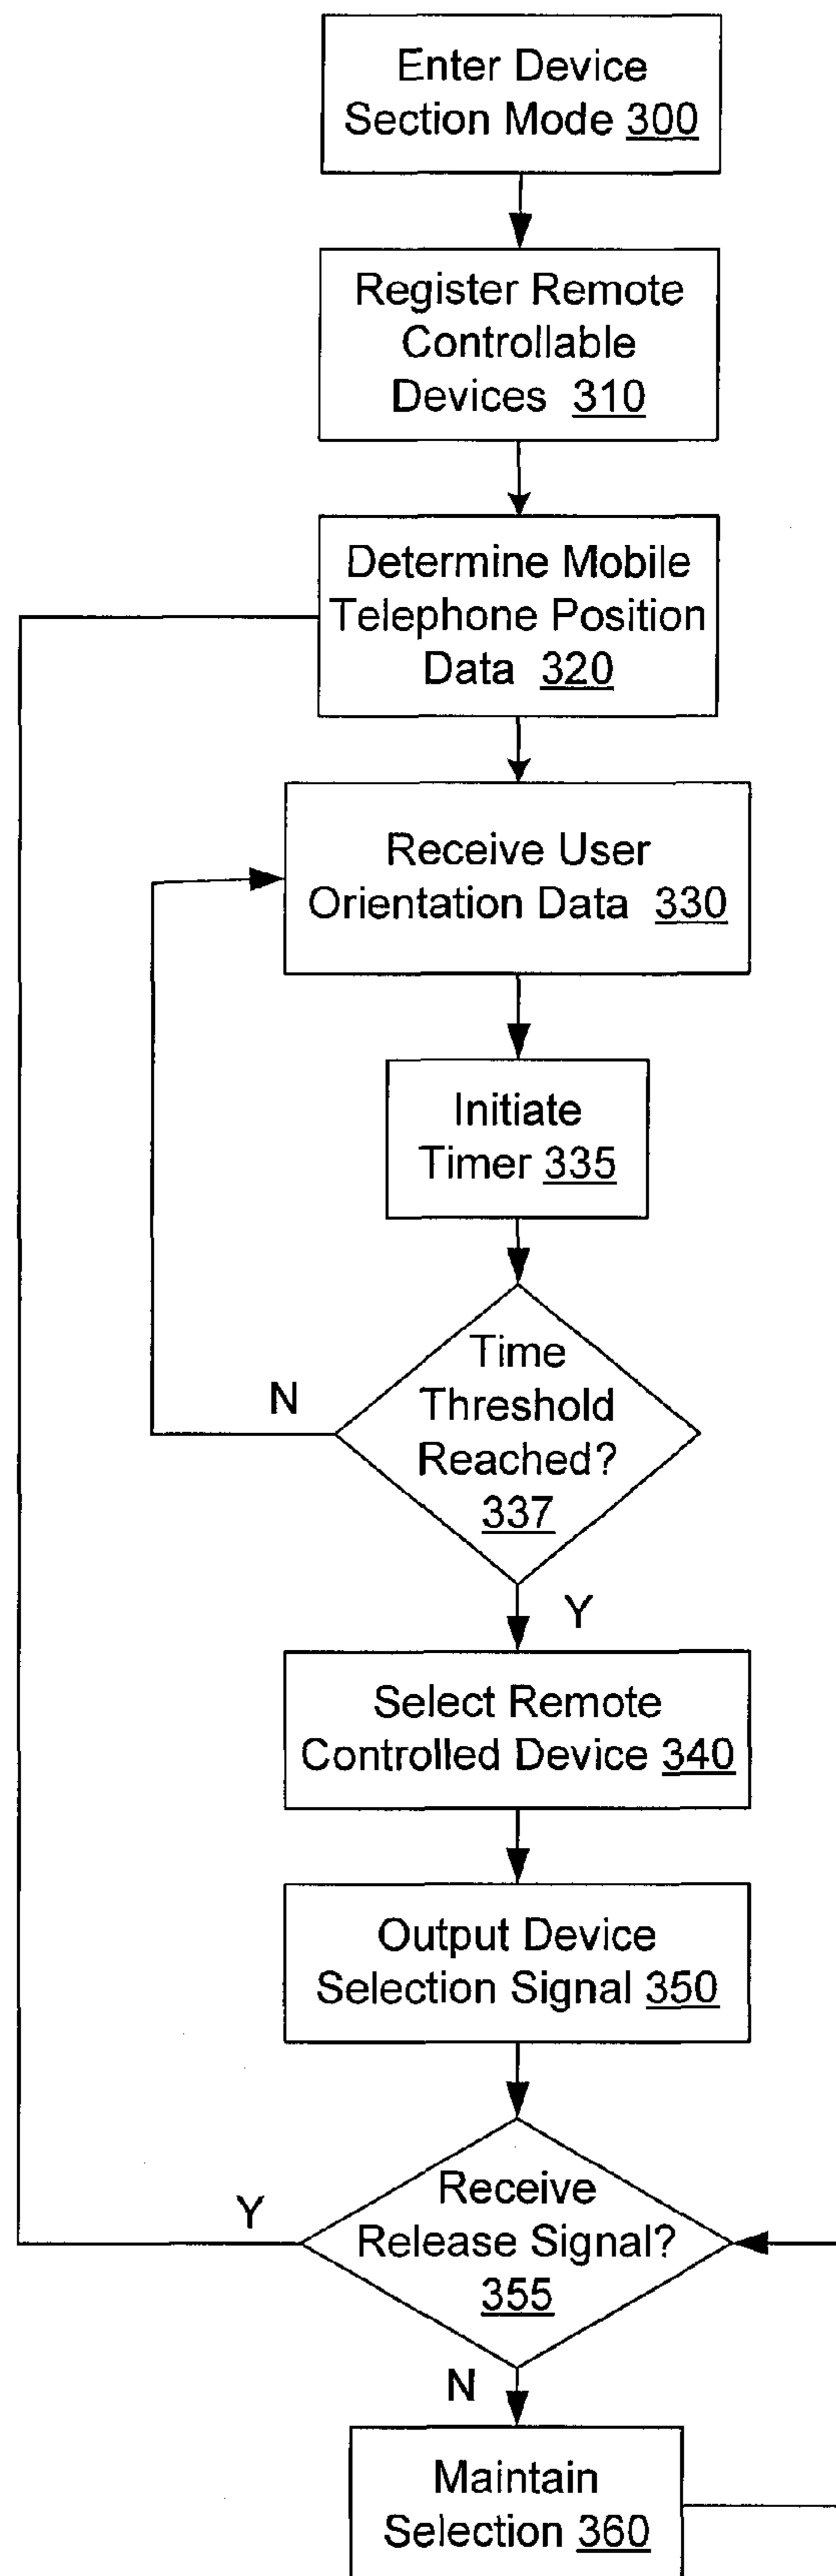 Enter Device
Section Mode 300
Register Remote
Controllable
Devices 310
Determine Mobile
Telephone Position
Data 320
Receive User
Orientation Data 330
Initiate
Timer 335
Time
Threshold
Reached?
337
N
Y
Select Remote
Controlled Device 340
Output Device
Selection Signal 350
Receive
Release Signal?
355
Y
N
Maintain
Selection 360